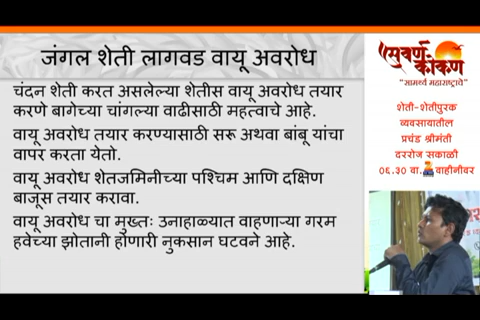 जंगल शेती लागवड वायू अवरोध
चंदन शेती करत असलेल्या शेतीस वायू अवरोध तयार
करणे बागेच्या चांगल्या वाढीसाठी महत्वाचे आहे.
वायू अवरोध तयार करण्यासाठी सरू अथवा बांबू यांचा
वापर करता येतो.
वायू अवरोध शेतजमिनीच्या पश्चिम आणि दक्षिण
बाजूस तयार करावा.
वायू अवरोध चा मुख्यतः उनाहाळ्यात वाहणाऱ्या गरम
हवेच्या झोतानी होणारी नुकसान घटवने आहे.
सुवर्ण
कोकण
"सामर्थ्य महाराष्ट्राचे"
शेती-शेतीपुरक
व्यवसायातील
प्रचंड श्रीमंती
दररोज सकाळी
०६.३० वा. वाहीनीवर